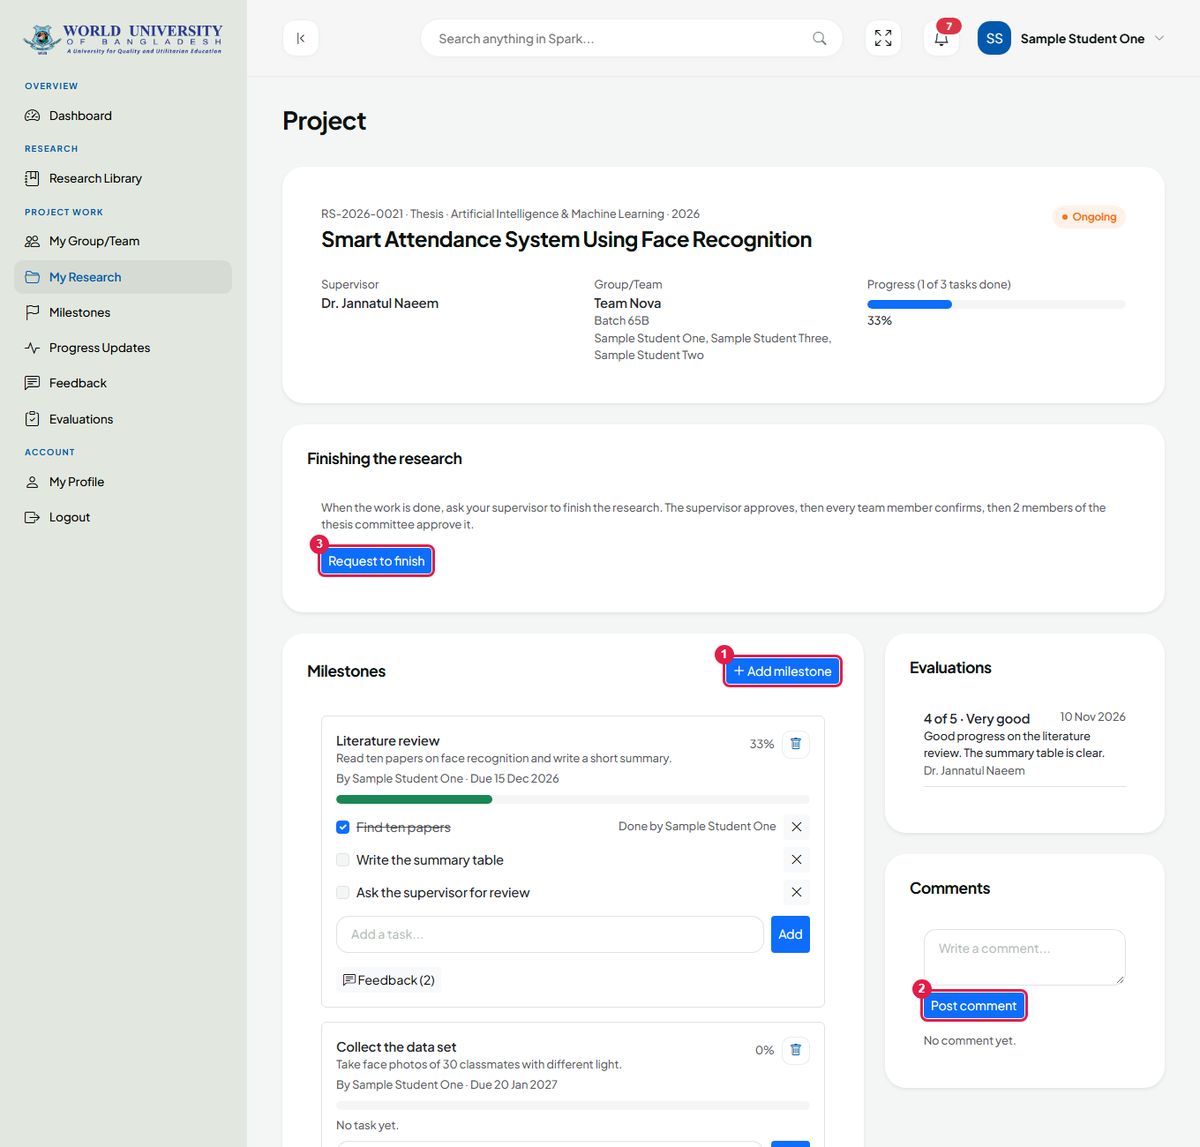 WORLD UNIVERSITY
OF BANGLADESH
A University for Quality and Utilitarian Education
Search anything in Spark...
7
SS
Sample Student One
OVERVIEW
Dashboard
RESEARCH
Research Library
PROJECT WORK
My Group/Team
My Research
Milestones
Progress Updates
Feedback
Evaluations
ACCOUNT
My Profile
Logout
Project
RS-2026-0021 · Thesis · Artificial Intelligence & Machine Learning · 2026
Ongoing
Smart Attendance System Using Face Recognition
Supervisor
Dr. Jannatul Naeem
Group/Team
Team Nova
Batch 65B
Sample Student One, Sample Student Three,
Sample Student Two
Progress (1 of 3 tasks done)
33%
Finishing the research
When the work is done, ask your supervisor to finish the research. The supervisor approves, then every team member confirms, then 2 members of the
thesis committee approve it.
3
Request to finish
Milestones
1
+ Add milestone
Literature review
33%
Read ten papers on face recognition and write a short summary.
By Sample Student One · Due 15 Dec 2026
Find ten papers
Done by Sample Student One
Write the summary table
Ask the supervisor for review
Add a task...
Add
Feedback (2)
Collect the data set
0%
Take face photos of 30 classmates with different light.
By Sample Student One · Due 20 Jan 2027
No task yet.
Evaluations
4 of 5 · Very good
10 Nov 2026
Good progress on the literature
review. The summary table is clear.
Dr. Jannatul Naeem
Comments
Write a comment...
2
Post comment
No comment yet.